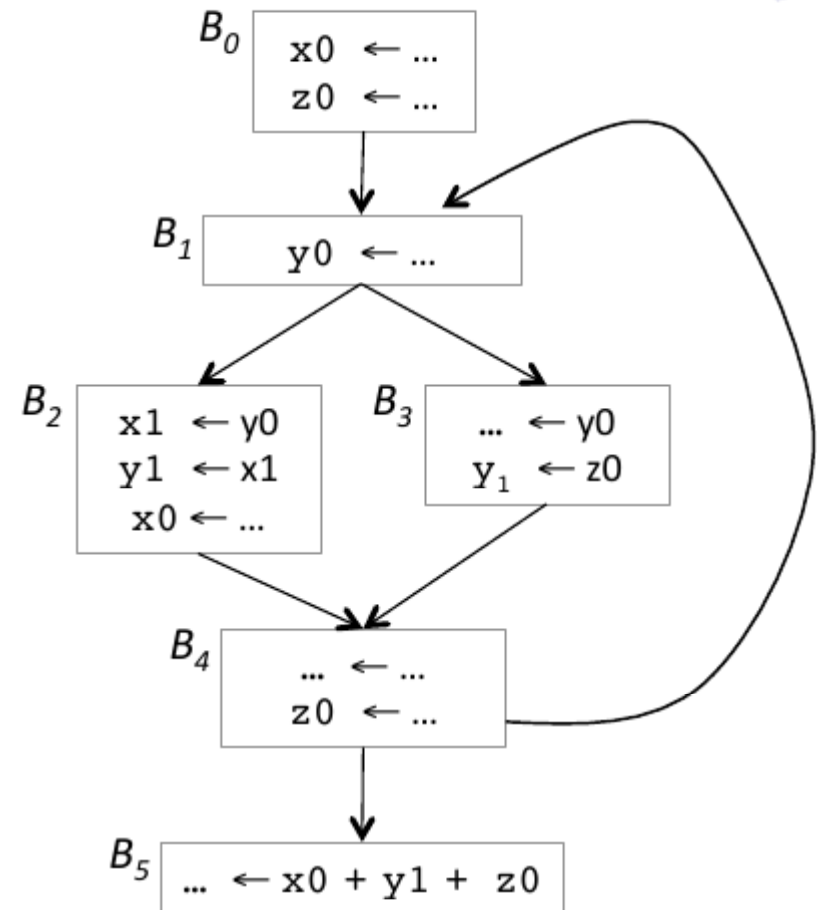 B0
x0 ← …
z0 ← …
B1
y0 ← …
B2
x1 ← y0
y1 ← x1
x0 ← …
B3
… ← y0
y1 ← z0
B4
… ← …
z0 ← …
B5
… ← x0 + y1 + z0